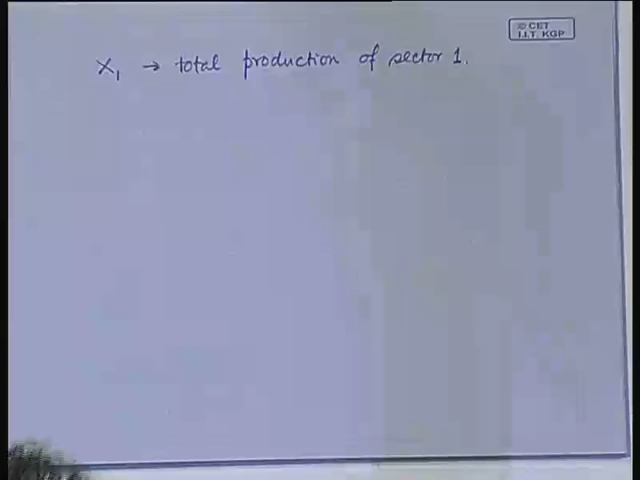 © CET
I.I.T. KGP
X₁ → total production of sector 1.